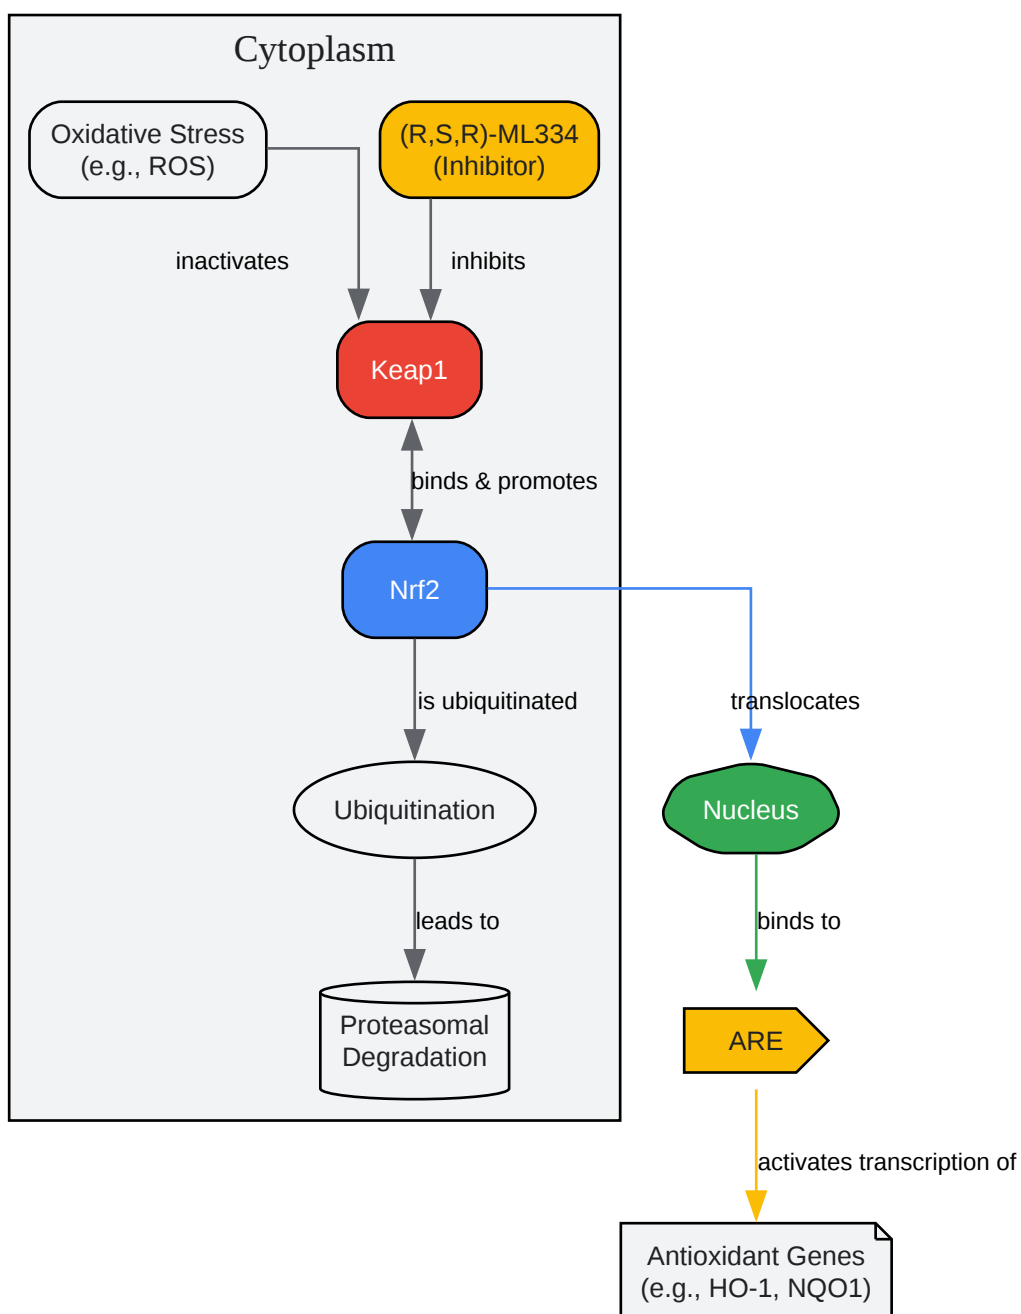 Cytoplasm
Oxidative Stress
(e.g., ROS)
(R,S,R)-ML334
(Inhibitor)
inactivates
inhibits
Keap1
binds & promotes
Nrf2
is ubiquitinated
translocates
Ubiquitination
Nucleus
leads to
binds to
Proteasomal
Degradation
ARE
activates transcription of
Antioxidant Genes
(e.g., HO-1, NQO1)